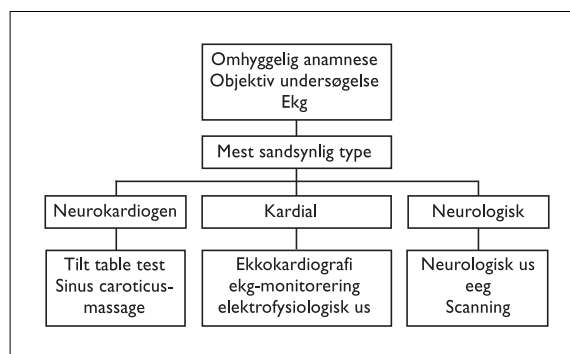 Omhyggelig anamnese
Objektiv undersøgelse
Ekg
Mest sandsynlig type
Neurokardiogen
Kardial
Neurologisk
Tilt table test
Sinus caroticus-
massage
Ekkokardiografi
ekg-monitorering
elektrofysiologisk us
Neurologisk us
eeg
Scanning